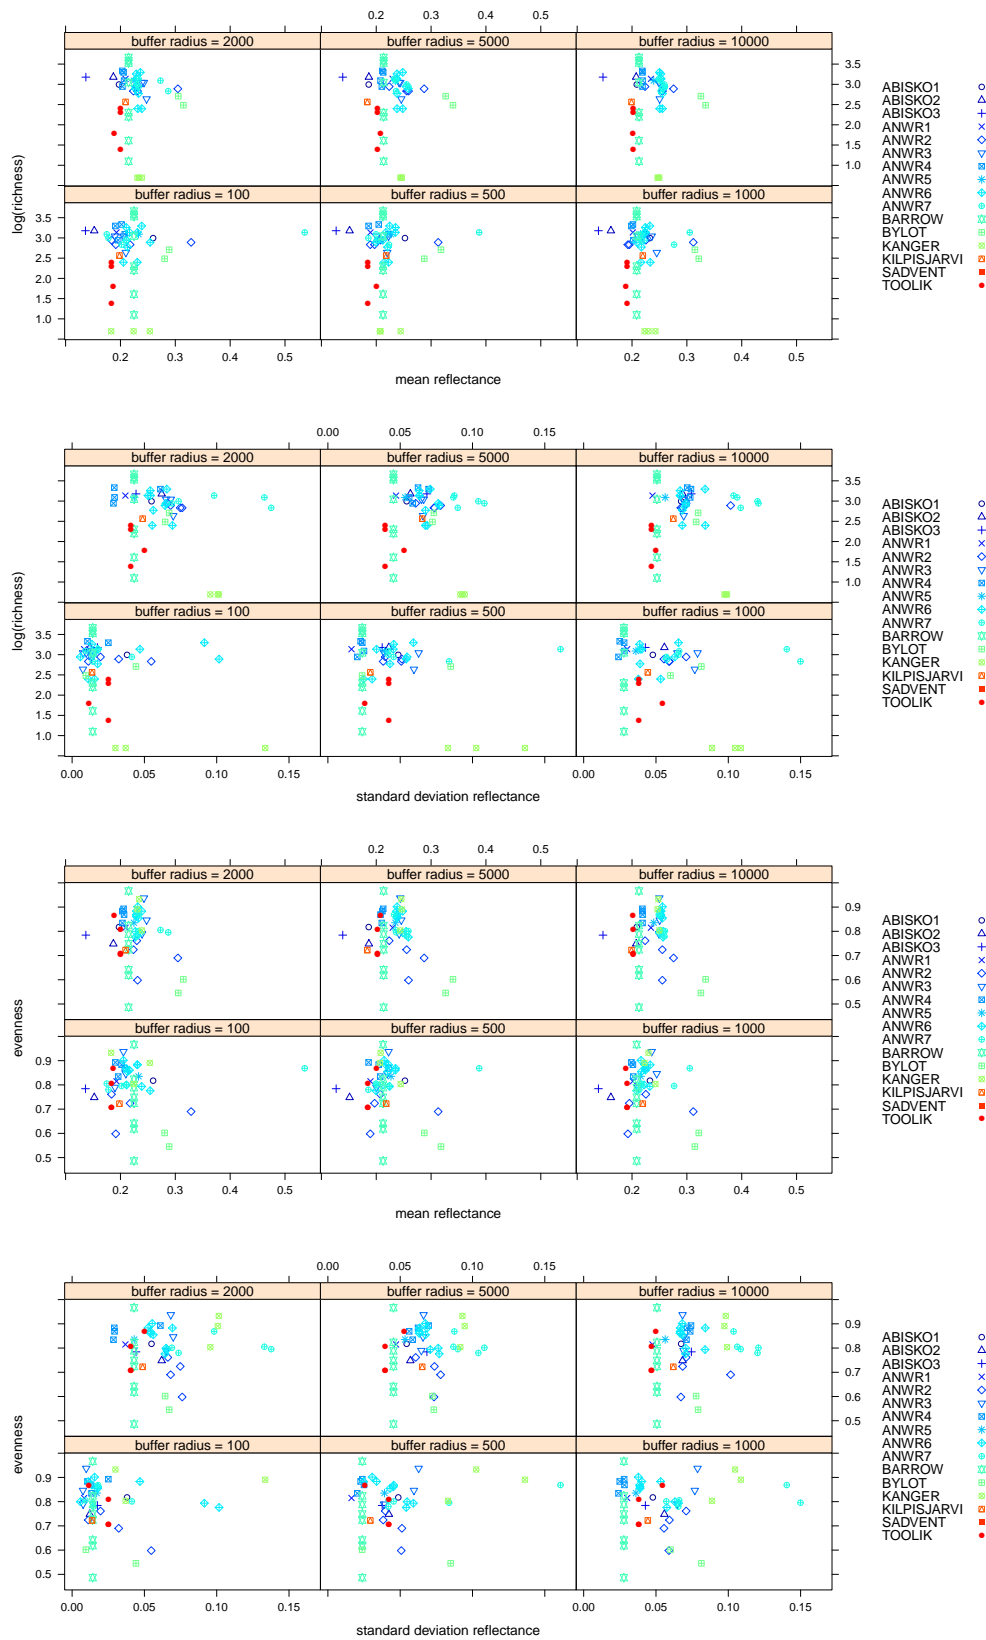 0.2 0.3 0.4 0.5
buffer radius = 2000 buffer radius = 5000 buffer radius = 10000
3.5
3.0
2.5
2.0
1.5
1.0
buffer radius = 100 buffer radius = 500 buffer radius = 1000
3.5
3.0
2.5
2.0
1.5
1.0
0.2 0.3 0.4 0.5 0.2 0.3 0.4 0.5
mean reflectance
log(richness)
ABISKO1
ABISKO2
ABISKO3
ANWR1
ANWR2
ANWR3
ANWR4
ANWR5
ANWR6
ANWR7
BARROW
BYLOT
KANGER
KILPISJARVI
SADVENT
TOOLIK
0.00 0.05 0.10 0.15
buffer radius = 2000 buffer radius = 5000 buffer radius = 10000
3.5
3.0
2.5
2.0
1.5
1.0
buffer radius = 100 buffer radius = 500 buffer radius = 1000
3.5
3.0
2.5
2.0
1.5
1.0
0.00 0.05 0.10 0.15 0.00 0.05 0.10 0.15
standard deviation reflectance
log(richness)
ABISKO1
ABISKO2
ABISKO3
ANWR1
ANWR2
ANWR3
ANWR4
ANWR5
ANWR6
ANWR7
BARROW
BYLOT
KANGER
KILPISJARVI
SADVENT
TOOLIK
0.2 0.3 0.4 0.5
buffer radius = 2000 buffer radius = 5000 buffer radius = 10000
0.9
0.8
0.7
0.6
0.5
buffer radius = 100 buffer radius = 500 buffer radius = 1000
0.9
0.8
0.7
0.6
0.5
0.2 0.3 0.4 0.5 0.2 0.3 0.4 0.5
mean reflectance
evenness
ABISKO1
ABISKO2
ABISKO3
ANWR1
ANWR2
ANWR3
ANWR4
ANWR5
ANWR6
ANWR7
BARROW
BYLOT
KANGER
KILPISJARVI
SADVENT
TOOLIK
0.00 0.05 0.10 0.15
buffer radius = 2000 buffer radius = 5000 buffer radius = 10000
0.9
0.8
0.7
0.6
0.5
buffer radius = 100 buffer radius = 500 buffer radius = 1000
0.9
0.8
0.7
0.6
0.5
0.00 0.05 0.10 0.15 0.00 0.05 0.10 0.15
standard deviation reflectance
evenness
ABISKO1
ABISKO2
ABISKO3
ANWR1
ANWR2
ANWR3
ANWR4
ANWR5
ANWR6
ANWR7
BARROW
BYLOT
KANGER
KILPISJARVI
SADVENT
TOOLIK